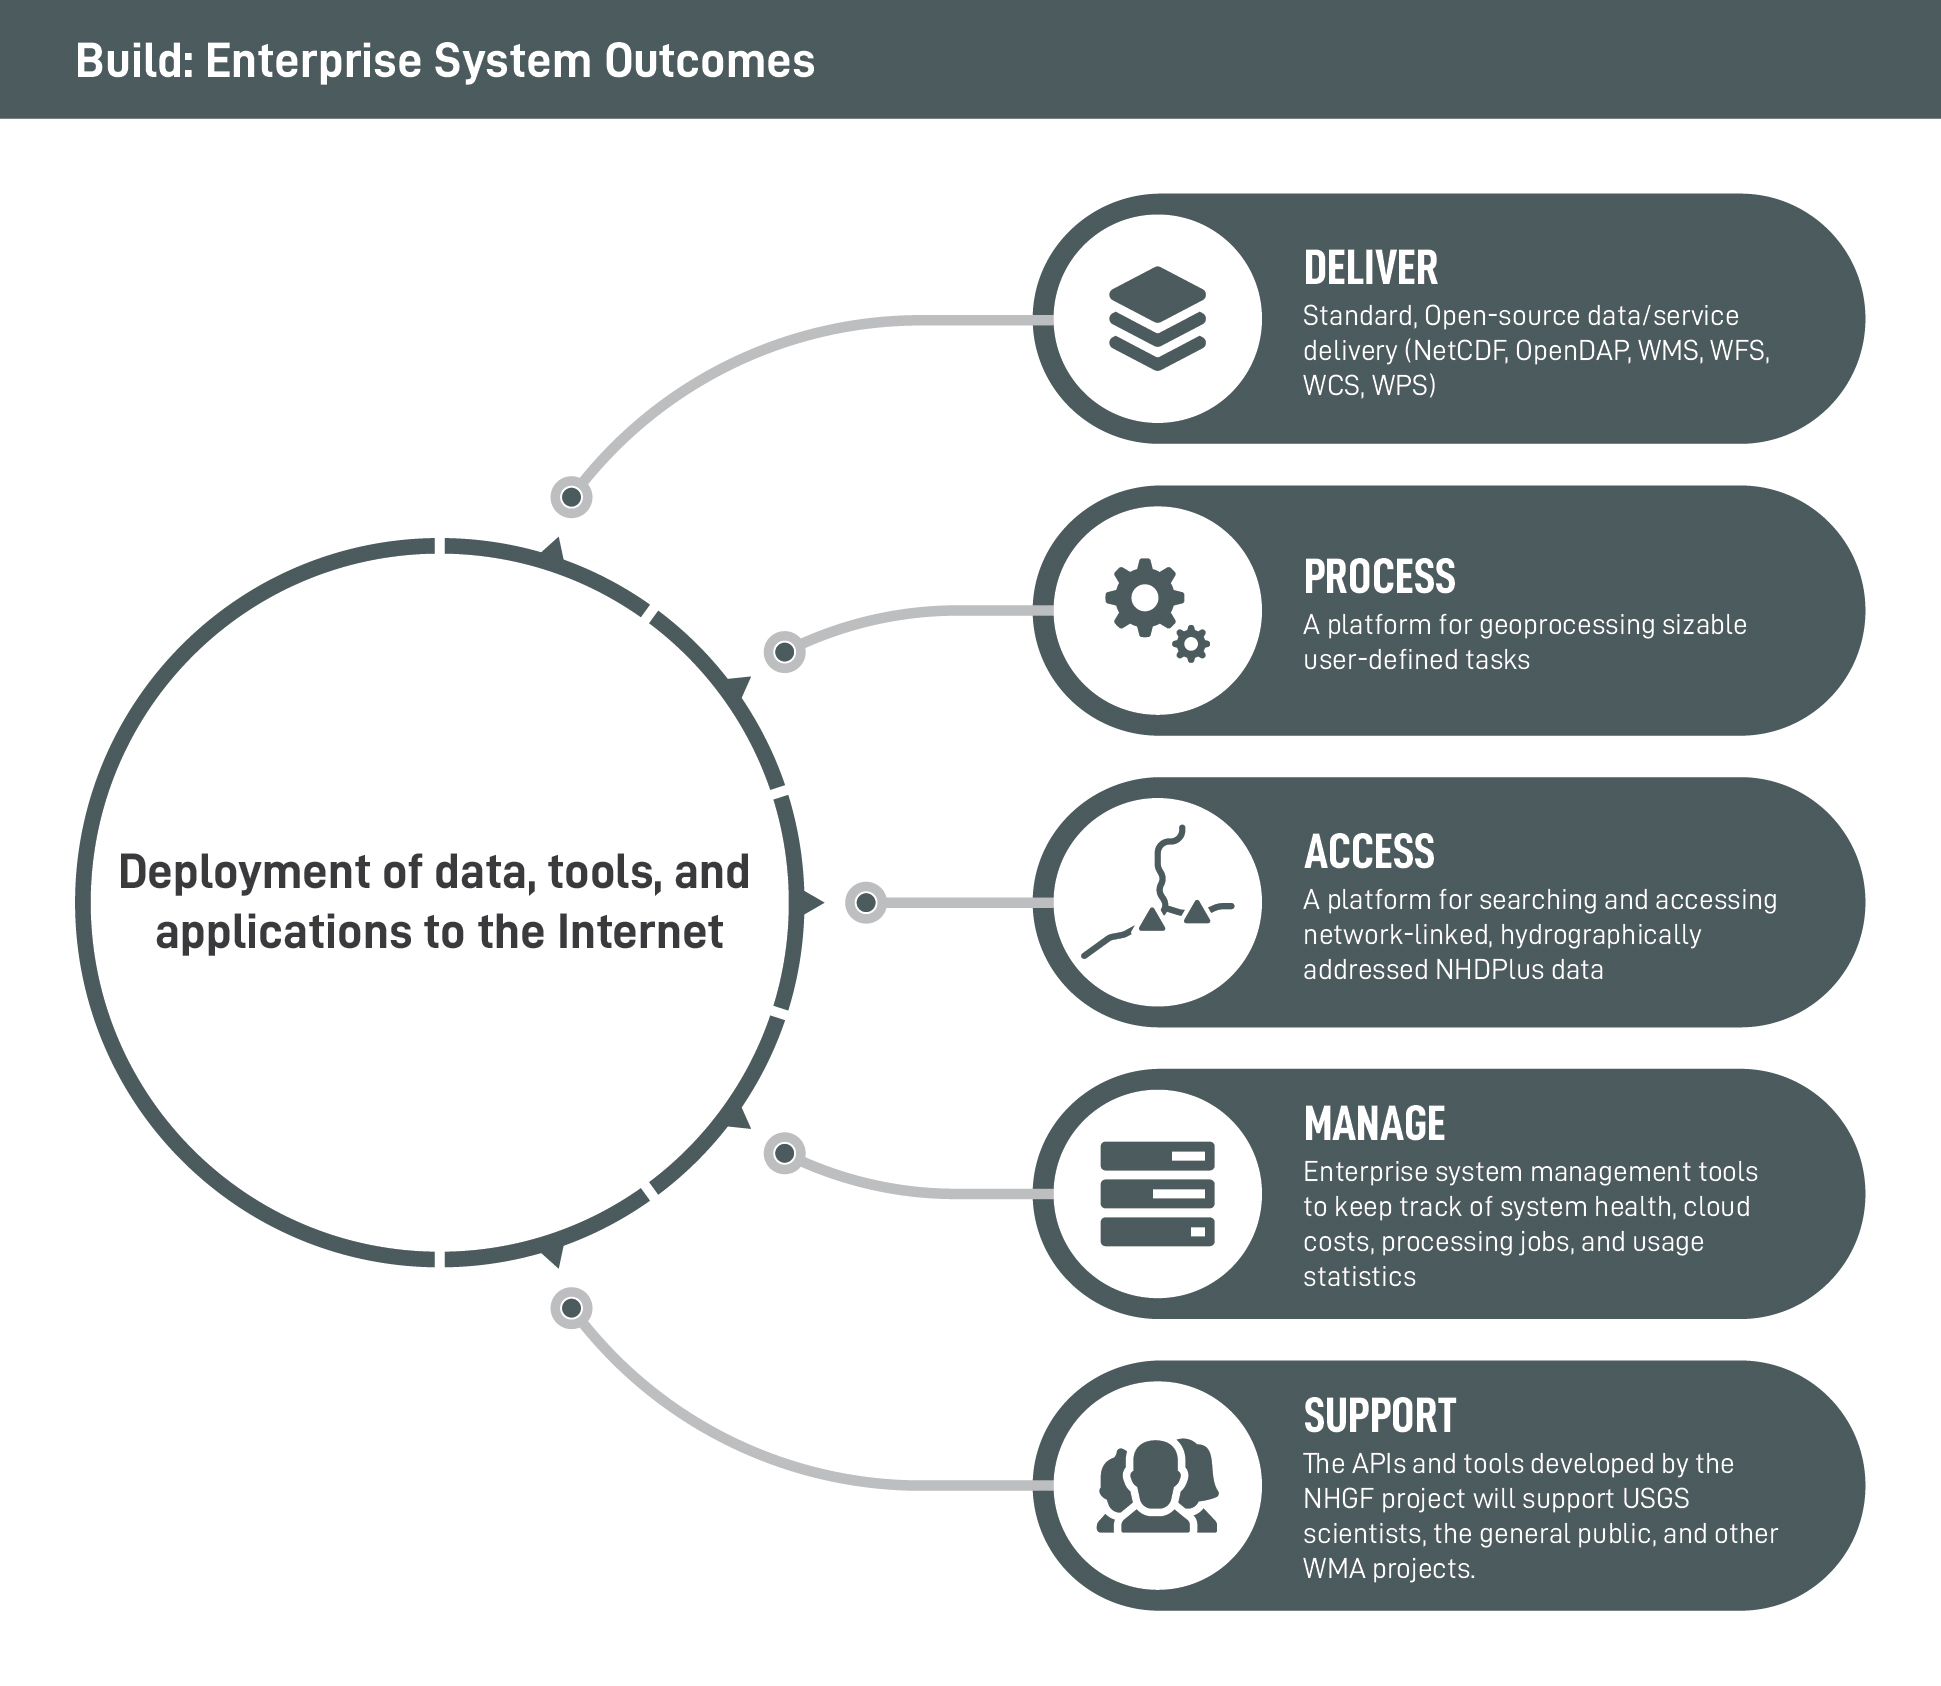 Build: Enterprise System Outcomes
Deployment of data, tools, and
applications to the Internet
DELIVER
Standard, Open-source data/service
delivery (NetCDF, OpenDAP, WMS, WFS,
WCS, WPS)
PROCESS
A platform for geoprocessing sizable
user-defined tasks
ACCESS
A platform for searching and accessing
network-linked, hydrographically
addressed NHDPlus data
MANAGE
Enterprise system management tools
to keep track of system health, cloud
costs, processing jobs, and usage
statistics
SUPPORT
The APIs and tools developed by the
NHGF project will support USGS
scientists, the general public, and other
WMA projects.